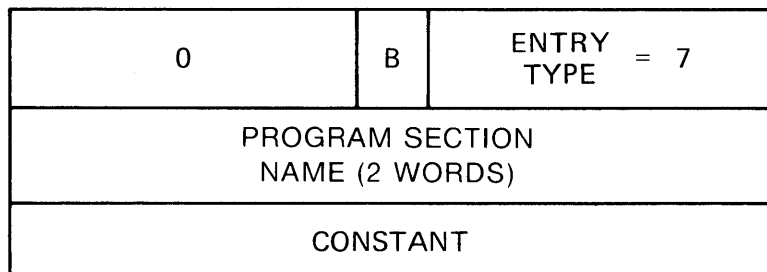 0 B ENTRY TYPE = 7
PROGRAM SECTION
NAME (2 WORDS)
CONSTANT